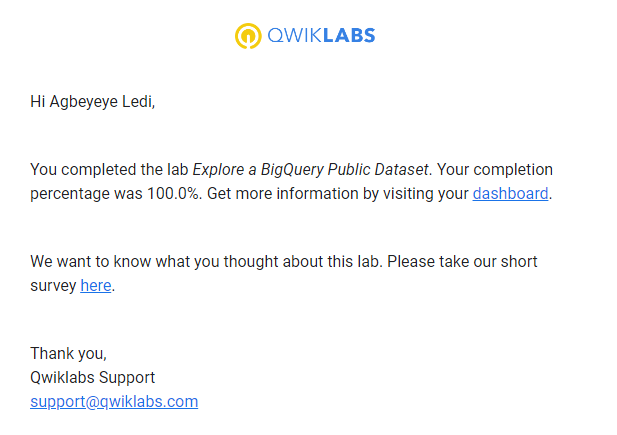 QWIKLABS
Hi Agbeyeye Ledi,
You completed the lab Explore a BigQuery Public Dataset. Your completion
percentage was 100.0%. Get more information by visiting your dashboard.
We want to know what you thought about this lab. Please take our short
survey here.
Thank you,
Qwiklabs Support
support@qwiklabs.com